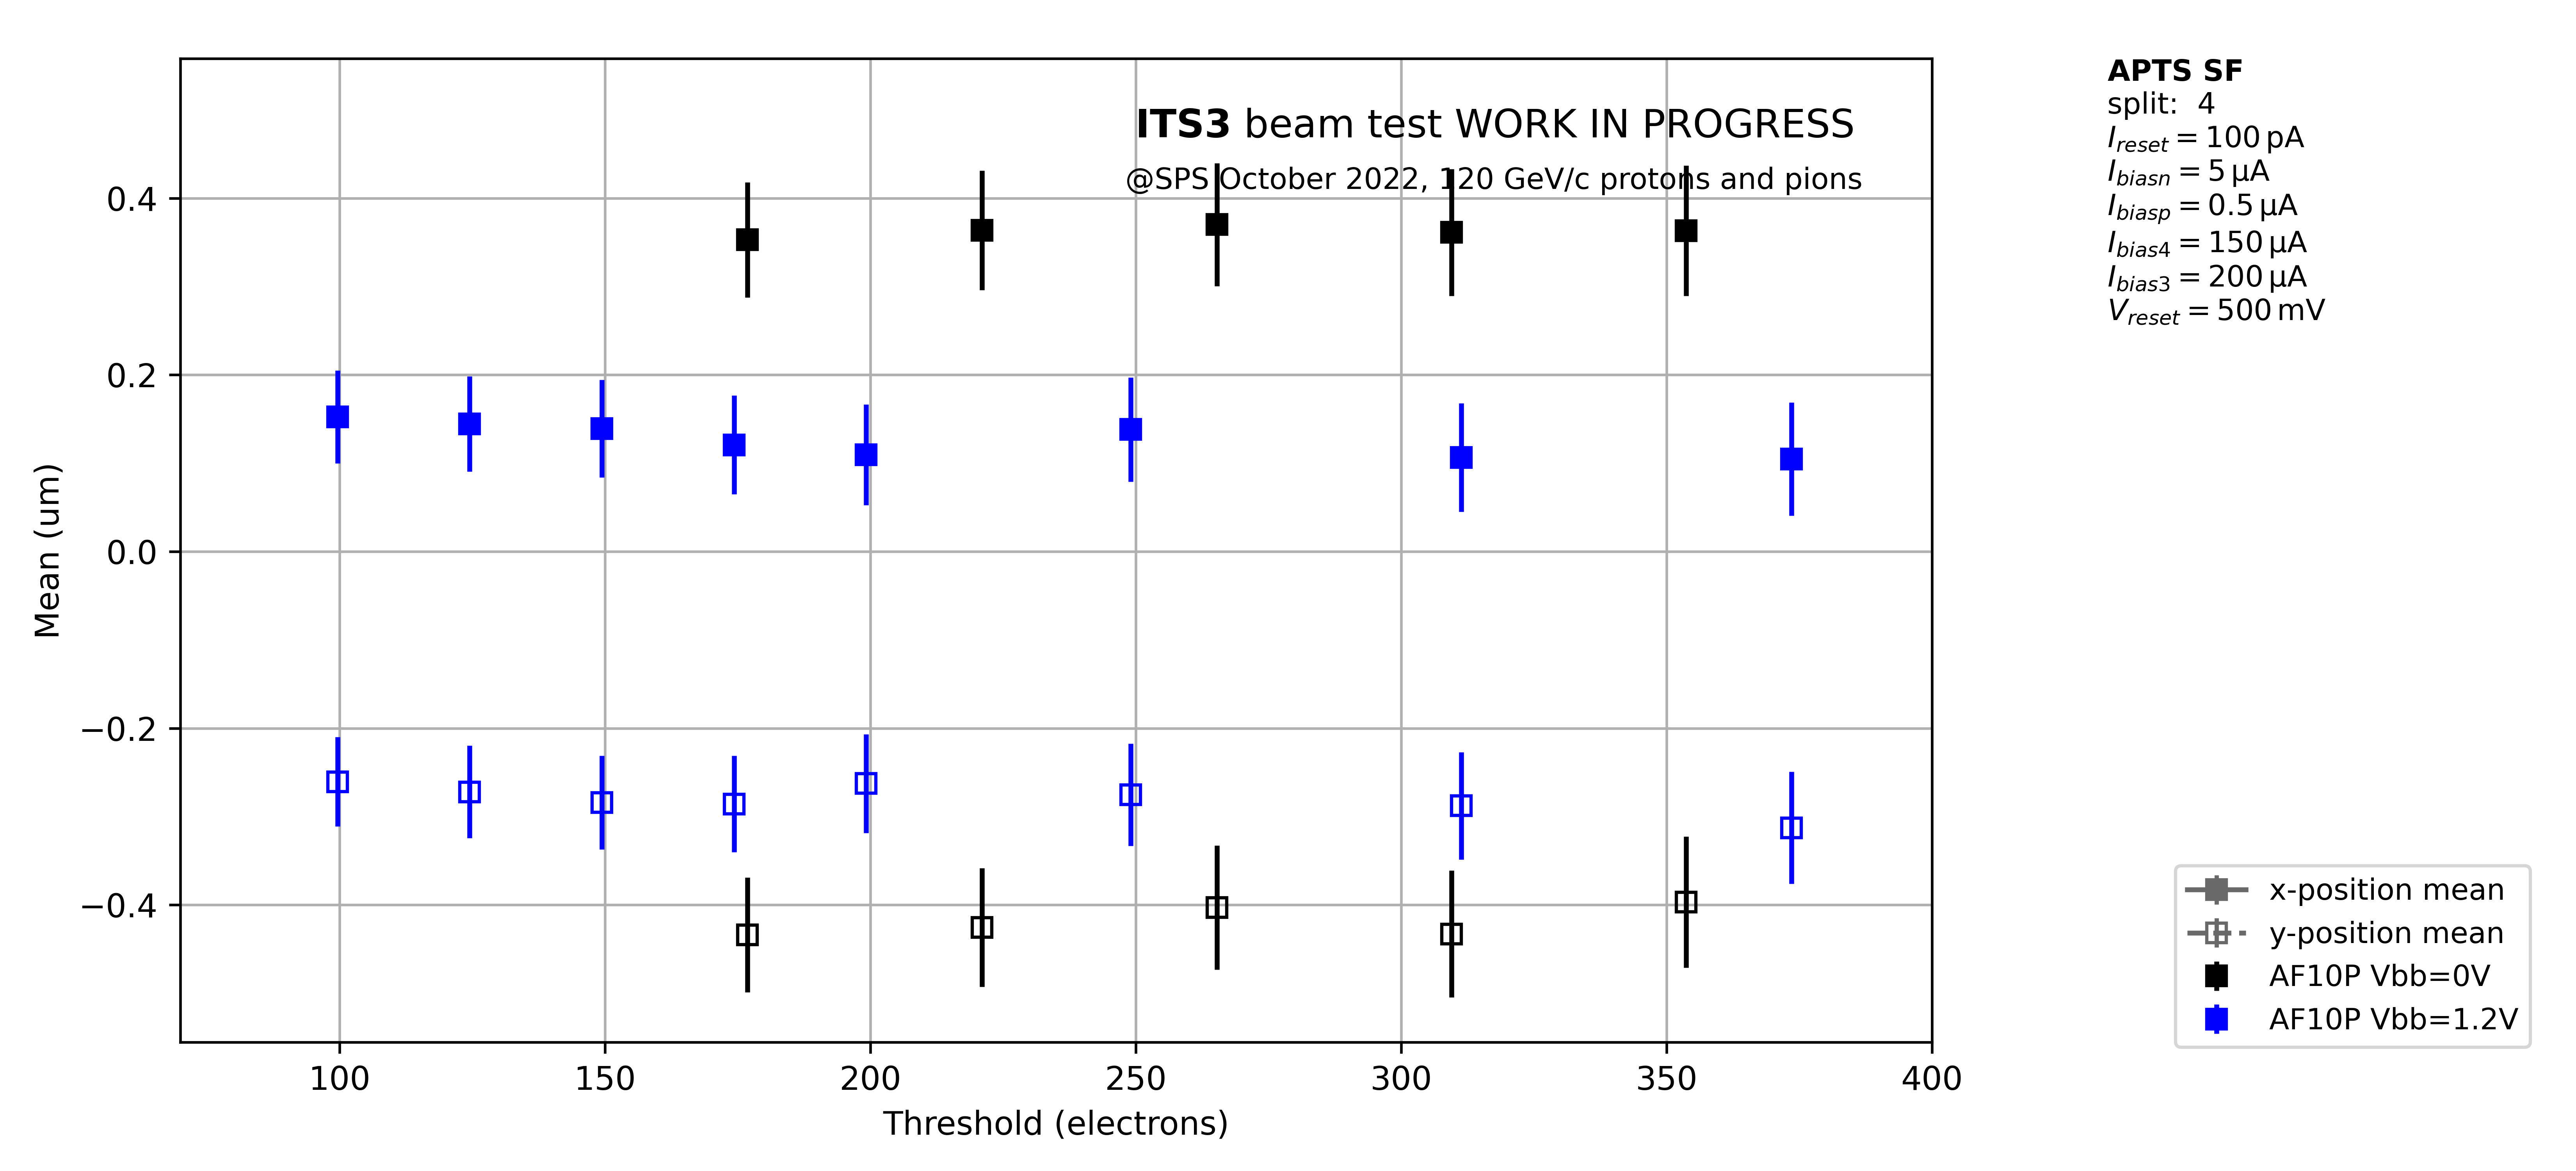 ITS3 beam test WORK IN PROGRESS
@SPS October 2022, 120 GeV/c protons and pions
APTS SF
split: 4
I_reset = 100 pA
I_biasn = 5 µA
I_biasp = 0.5 µA
I_bias4 = 150 µA
I_bias3 = 200 µA
V_reset = 500 mV
Mean (um)
0.4
0.2
0.0
−0.2
−0.4
100 150 200 250 300 350 400
Threshold (electrons)
x-position mean
y-position mean
AF10P Vbb=0V
AF10P Vbb=1.2V